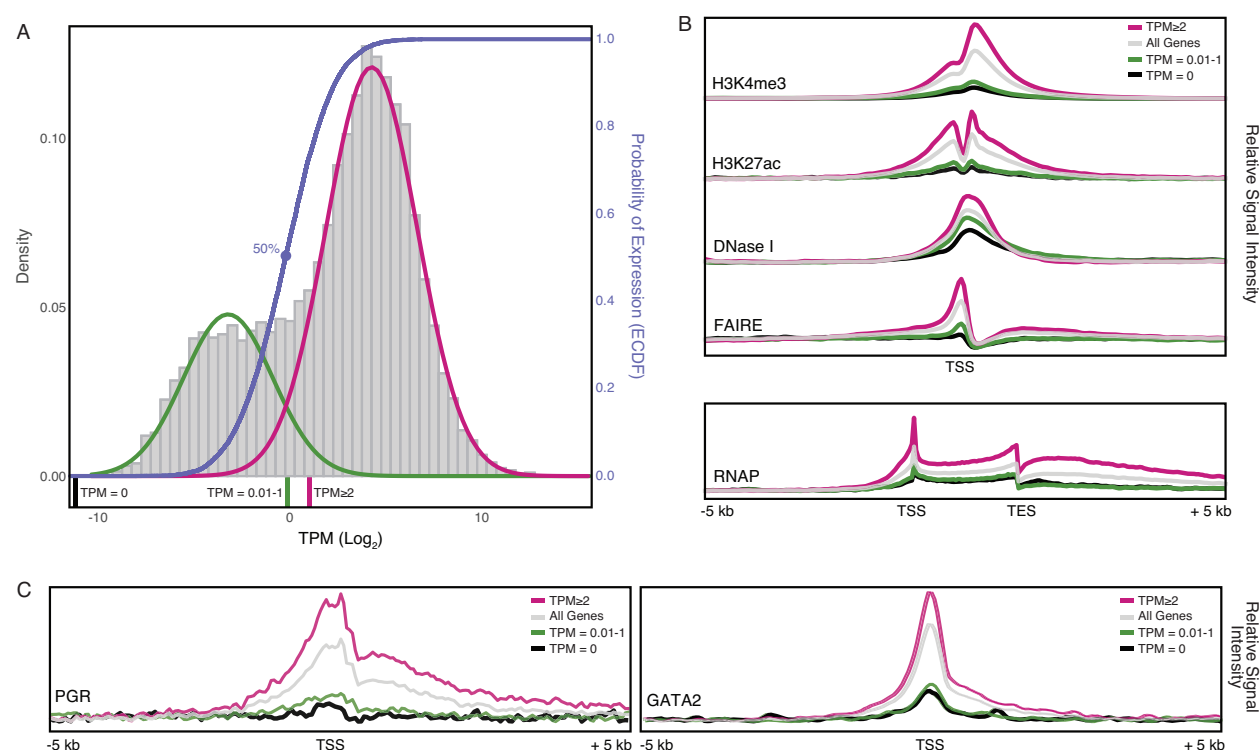 A
Density
0.10
0.05
0.00
1.0
0.8
0.6
0.4
0.2
0.0
Probability of Expression (ECDF)
50%
TPM = 0
TPM = 0.01-1
TPM≥2
-10
0
10
TPM (Log2)
B
TPM≥2
All Genes
TPM = 0.01-1
TPM = 0
H3K4me3
H3K27ac
DNase I
FAIRE
TSS
Relative Signal Intensity
RNAP
-5 kb
TSS
TES
+ 5 kb
C
TPM≥2
All Genes
TPM = 0.01-1
TPM = 0
PGR
-5 kb
TSS
+ 5 kb
TPM≥2
All Genes
TPM = 0.01-1
TPM = 0
GATA2
-5 kb
TSS
+ 5 kb
Relative Signal
Intensity